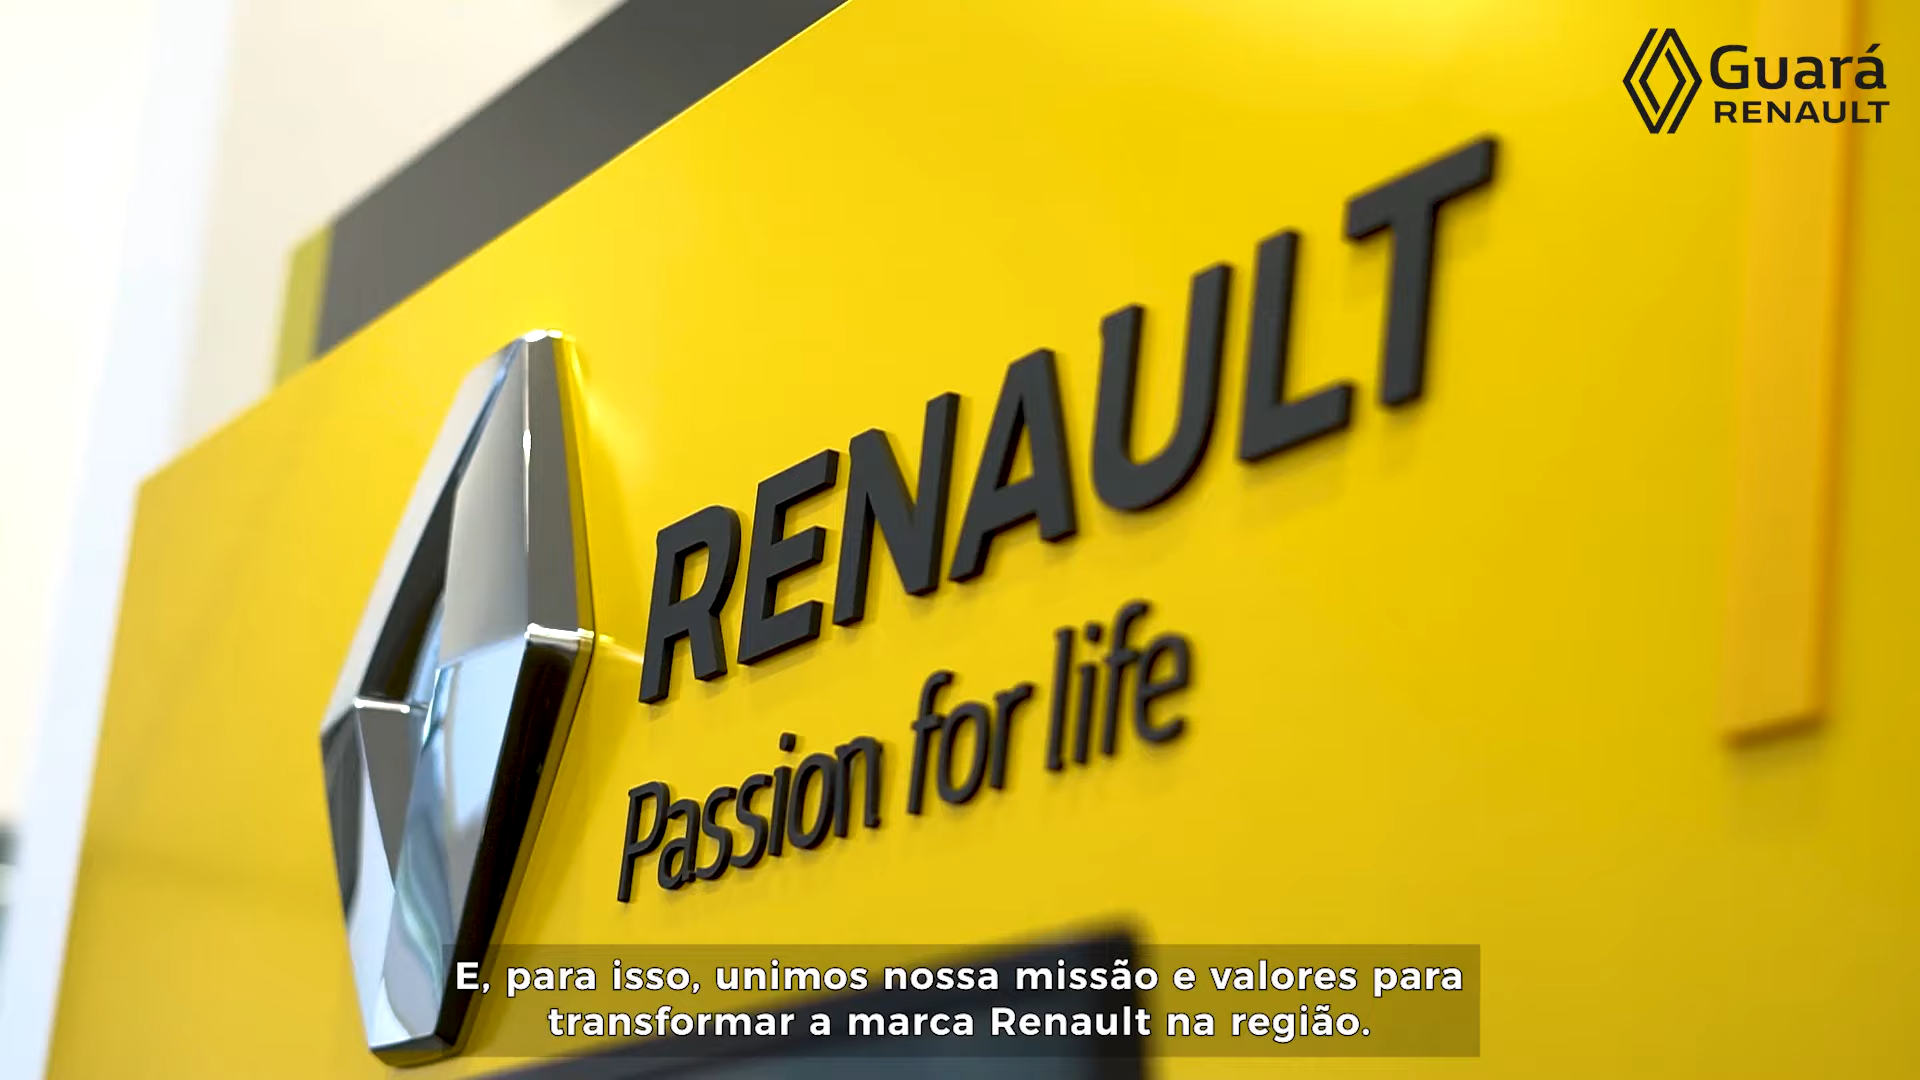 Guará
RENAULT
RENAULT
Passion for life
E, para isso, unimos nossa missão e valores para
transformar a marca Renault na região.